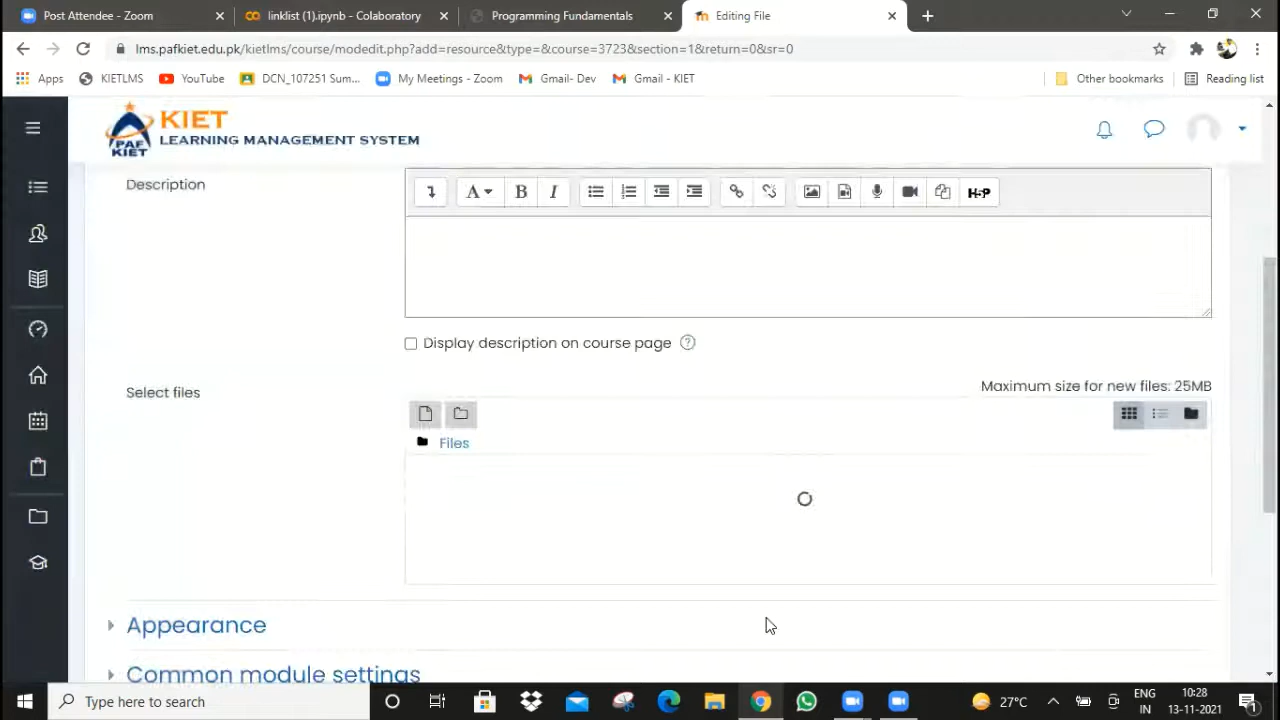 Post Attendee - Zoom
linklist (1).ipynb - Colaboratory
Programming Fundamentals
Editing File
lms.pafkiet.edu.pk/kietlms/course/modedit.php?add=resource&type=&course=3723&section=1&return=0&sr=0
Apps
KIETLMS
YouTube
DCN_107251 Sum...
My Meetings - Zoom
Gmail- Dev
Gmail - KIET
Other bookmarks
Reading list
PAF KIET
KIET
LEARNING MANAGEMENT SYSTEM
Description
A
B
I
H5P
Display description on course page
Select files
Maximum size for new files: 25MB
Files
Appearance
Common module settings
Type here to search
27°C
ENG
IN
10:28
13-11-2021
1